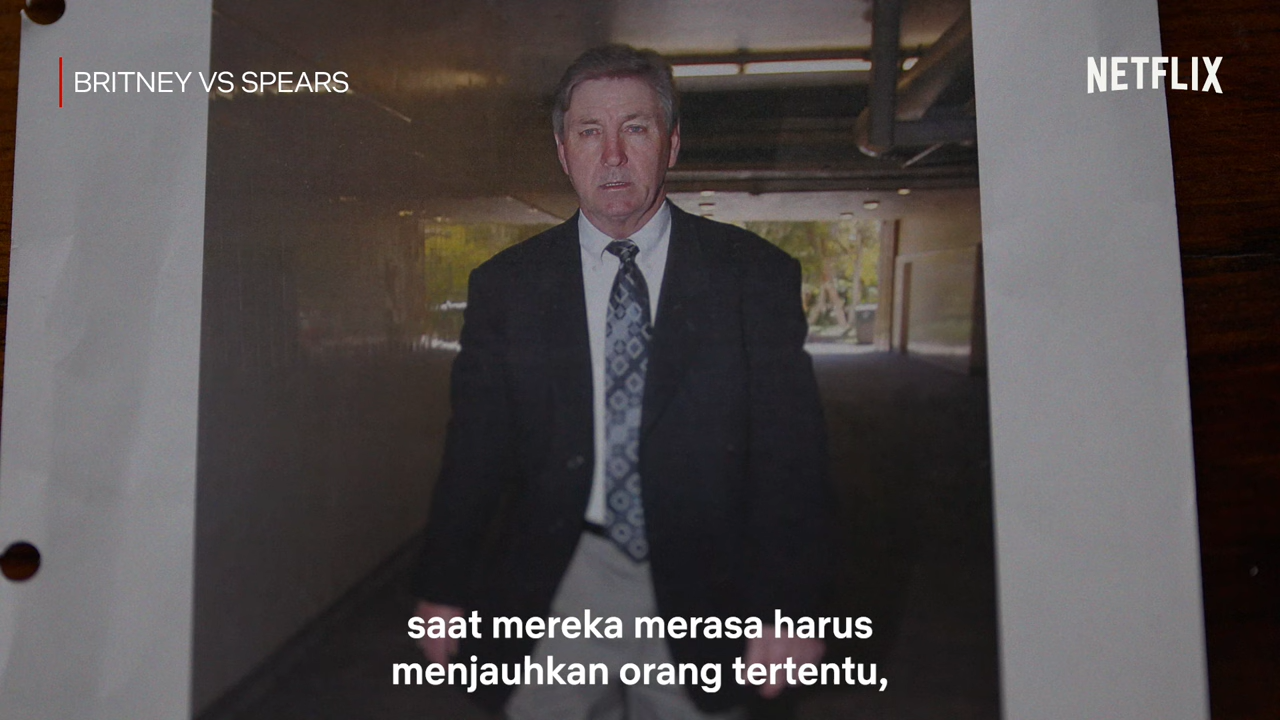 BRITNEY VS SPEARS
NETFLIX
saat mereka merasa harus
menjauhkan orang tertentu,